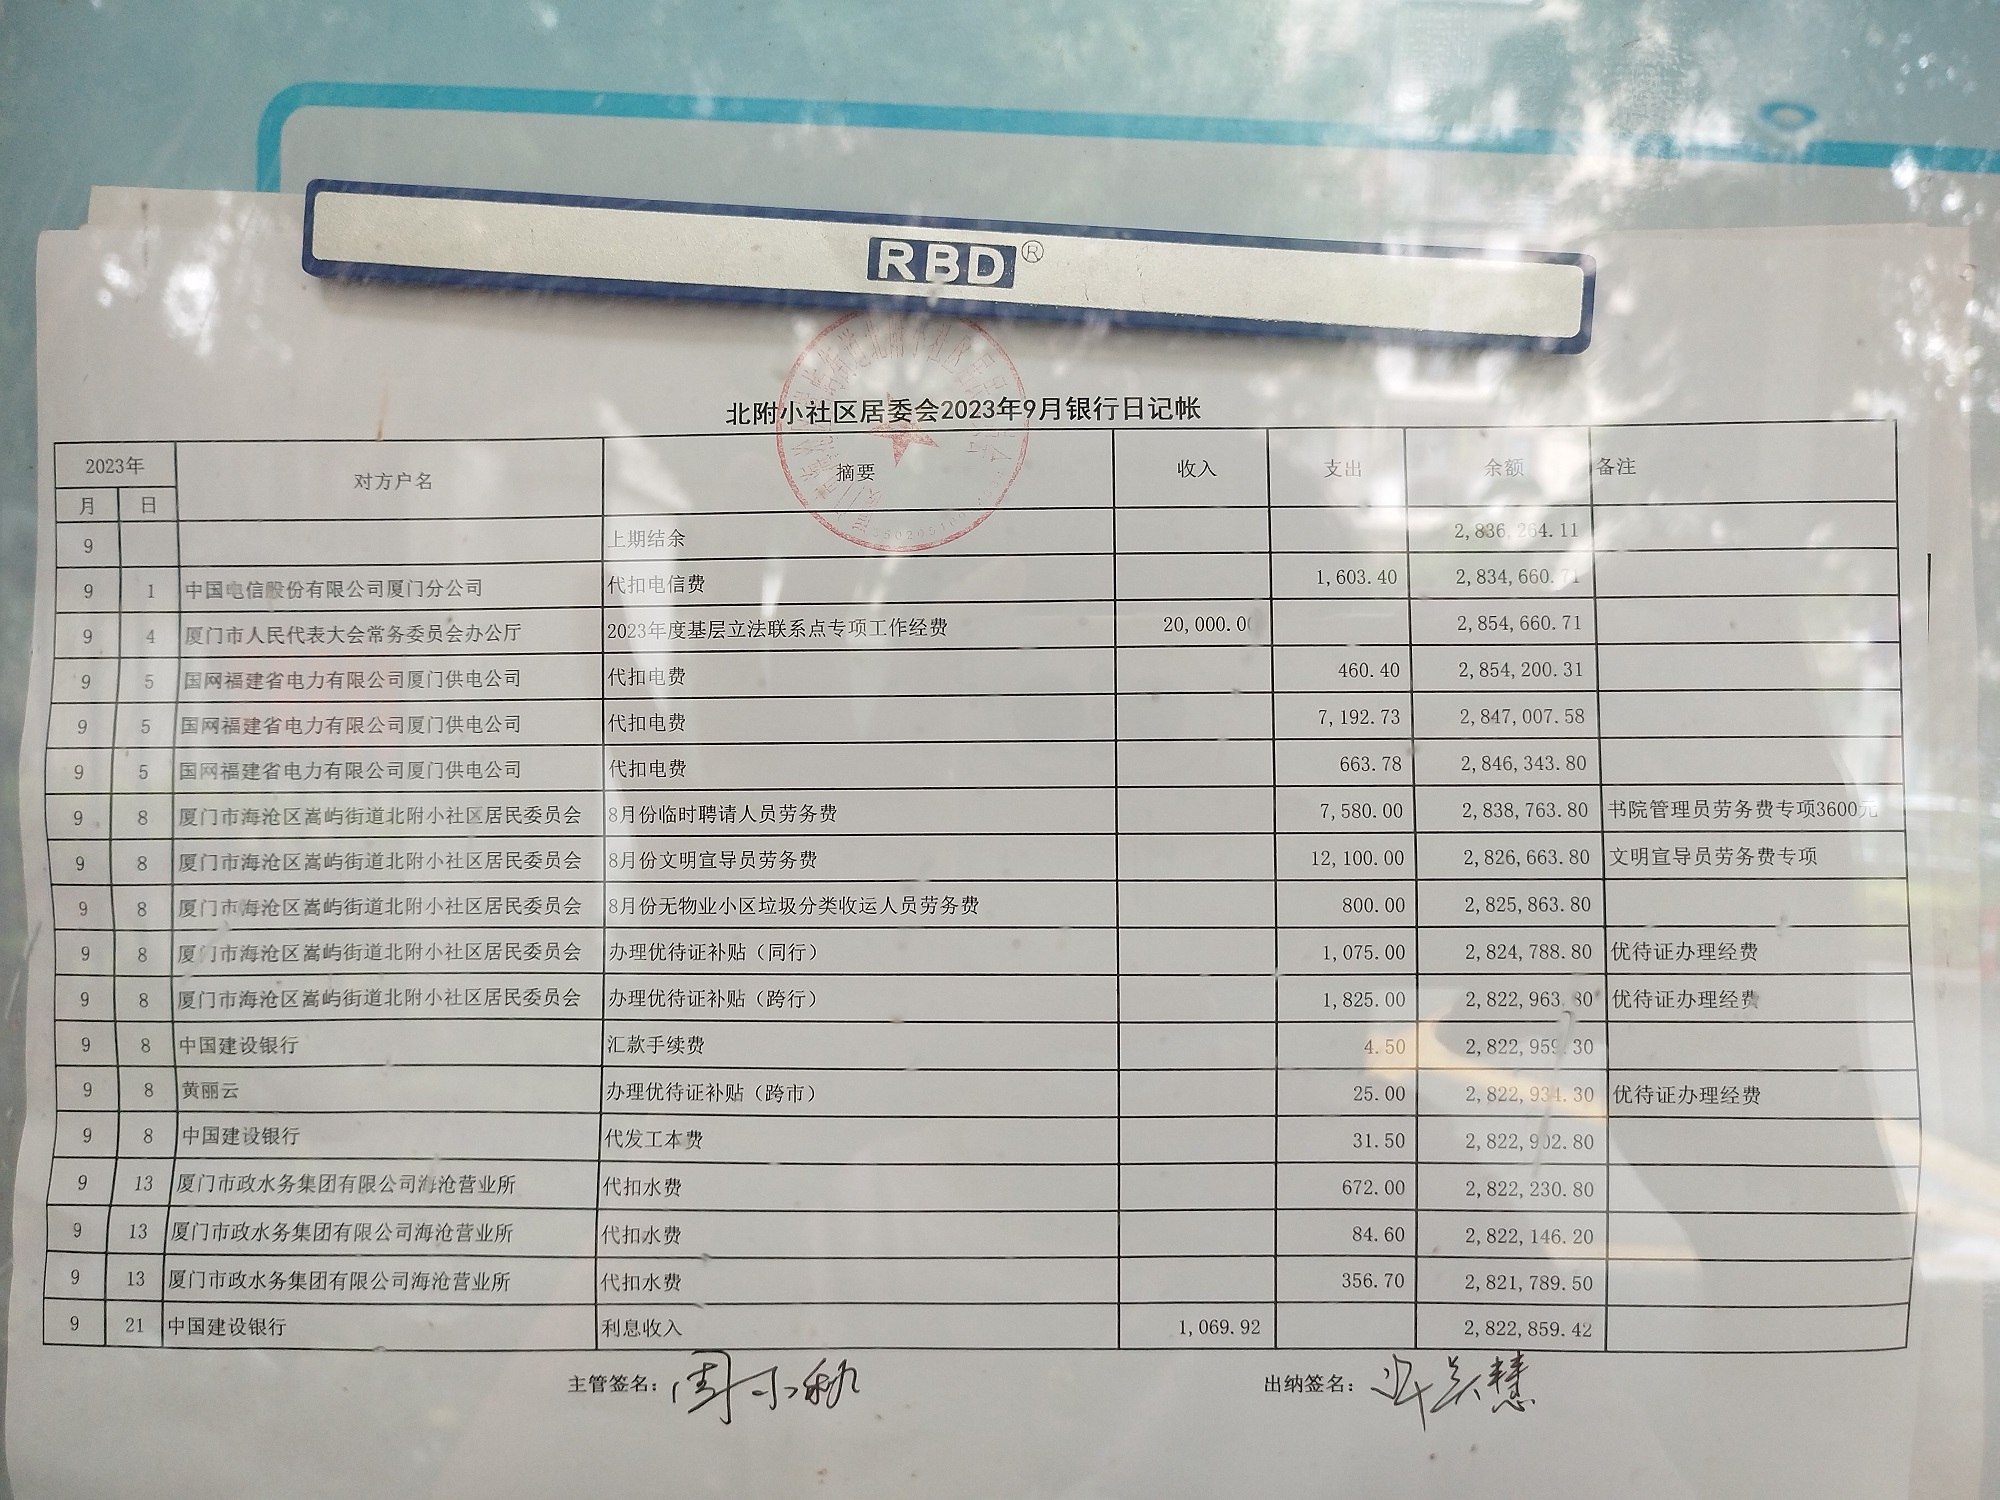 RBD®
北附小社区居委会2023年9月银行日记帐
2023年 对方户名 摘要 收入 支出 余额 备注
月 日
9 上期结余 2,836,264.11
9 1 中国电信股份有限公司厦门分公司 代扣电信费 1,603.40 2,834,660.71
9 4 厦门市人民代表大会常务委员会办公厅 2023年度基层立法联系点专项工作经费 20,000.00 2,854,660.71
9 5 国网福建省电力有限公司厦门供电公司 代扣电费 460.40 2,854,200.31
9 5 国网福建省电力有限公司厦门供电公司 代扣电费 7,192.73 2,847,007.58
9 5 国网福建省电力有限公司厦门供电公司 代扣电费 663.78 2,846,343.80
9 8 厦门市海沧区嵩屿街道北附小社区居民委员会 8月份临时聘请人员劳务费 7,580.00 2,838,763.80 书院管理员劳务费专项3600元
9 8 厦门市海沧区嵩屿街道北附小社区居民委员会 8月份文明宣导员劳务费 12,100.00 2,826,663.80 文明宣导员劳务费专项
9 8 厦门市海沧区嵩屿街道北附小社区居民委员会 8月份无物业小区垃圾分类收运人员劳务费 800.00 2,825,863.80
9 8 厦门市海沧区嵩屿街道北附小社区居民委员会 办理优待证补贴（同行） 1,075.00 2,824,788.80 优待证办理经费
9 8 厦门市海沧区嵩屿街道北附小社区居民委员会 办理优待证补贴（跨行） 1,825.00 2,822,963.80 优待证办理经费
9 8 中国建设银行 汇款手续费 4.50 2,822,959.30
9 8 黄丽云 办理优待证补贴（跨市） 25.00 2,822,934.30 优待证办理经费
9 8 中国建设银行 代发工本费 31.50 2,822,902.80
9 13 厦门市政水务集团有限公司海沧营业所 代扣水费 672.00 2,822,230.80
9 13 厦门市政水务集团有限公司海沧营业所 代扣水费 84.60 2,822,146.20
9 13 厦门市政水务集团有限公司海沧营业所 代扣水费 356.70 2,821,789.50
9 21 中国建设银行 利息收入 1,069.92 2,822,859.42
主管签名： 出纳签名：